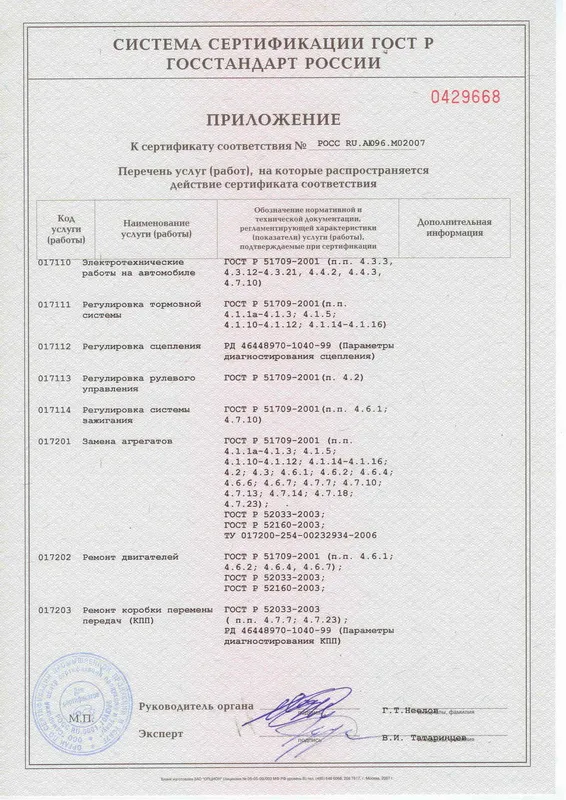 СИСТЕМА СЕРТИФИКАЦИИ ГОСТ Р
ГОССТАНДАРТ РОССИИ
0429668
ПРИЛОЖЕНИЕ
К сертификату соответствия № РОСС RU.АЮ96.М02007
Перечень услуг (работ), на которые распространяется
действие сертификата соответствия
Код
услуги
(работы)
Наименование
услуги (работы)
Обозначение нормативной и
технической документации,
регламентирующей характеристики
(показатели) услуги (работы),
подтверждаемые при сертификации
Дополнительная
информация
017110 Электротехнические ГОСТ Р 51709-2001 (п.п. 4.3.3,
работы на автомобиле 4.3.12-4.3.21, 4.4.2, 4.4.3,
4.7.10)
017111 Регулировка тормозной ГОСТ Р 51709-2001(п.п.
системы 4.1.1а-4.1.3; 4.1.5;
4.1.10-4.1.12; 4.1.14-4.1.16)
017112 Регулировка сцепления РД 46448970-1040-99 (Параметры
диагностирования сцепления)
017113 Регулировка рулевого ГОСТ Р 51709-2001(п. 4.2)
управления
017114 Регулировка системы ГОСТ Р 51709-2001(п.п. 4.6.1;
зажигания 4.7.10)
017201 Замена агрегатов ГОСТ Р 51709-2001 (п.п.
4.1.1а-4.1.3; 4.1.5;
4.1.10-4.1.12; 4.1.14-4.1.16;
4.2; 4.3; 4.6.1; 4.6.2; 4.6.4;
4.6.6; 4.6.7; 4.7.7; 4.7.10;
4.7.13; 4.7.14; 4.7.18;
4.7.23);
ГОСТ Р 52033-2003;
ГОСТ Р 52160-2003;
ТУ 017200-254-00232934-2006
017202 Ремонт двигателей ГОСТ Р 51709-2001 (п.п. 4.6.1;
4.6.2; 4.6.4, 4.6.7);
ГОСТ Р 52033-2003;
ГОСТ Р 52160-2003;
017203 Ремонт коробки перемены ГОСТ Р 52033-2003
передач (КПП) ( п.п. 4.7.7; 4.7.23);
РД 46448970-1040-99 (Параметры
диагностирования КПП)
М.П.
Руководитель органа Г.Т.Неелов
фамилия
Эксперт В.И. Татаринцев
подпись фамилия